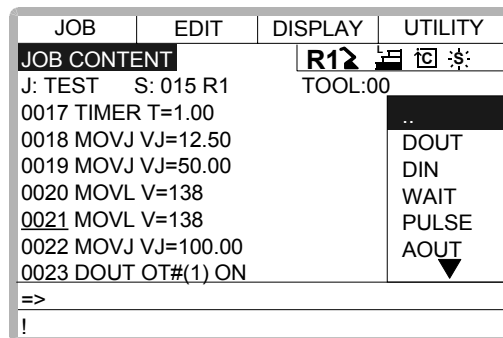 JOB EDIT DISPLAY UTILITY
JOB CONTENT R1 L 1C S
J: TEST S: 015 R1 TOOL:00
0017 TIMER T=1.00
0018 MOVJ VJ=12.50
0019 MOVJ VJ=50.00
0020 MOVL V=138
0021 MOVL V=138
0022 MOVJ VJ=100.00
0023 DOUT OT#(1) ON
..
DOUT
DIN
WAIT
PULSE
AOUT
=>
!